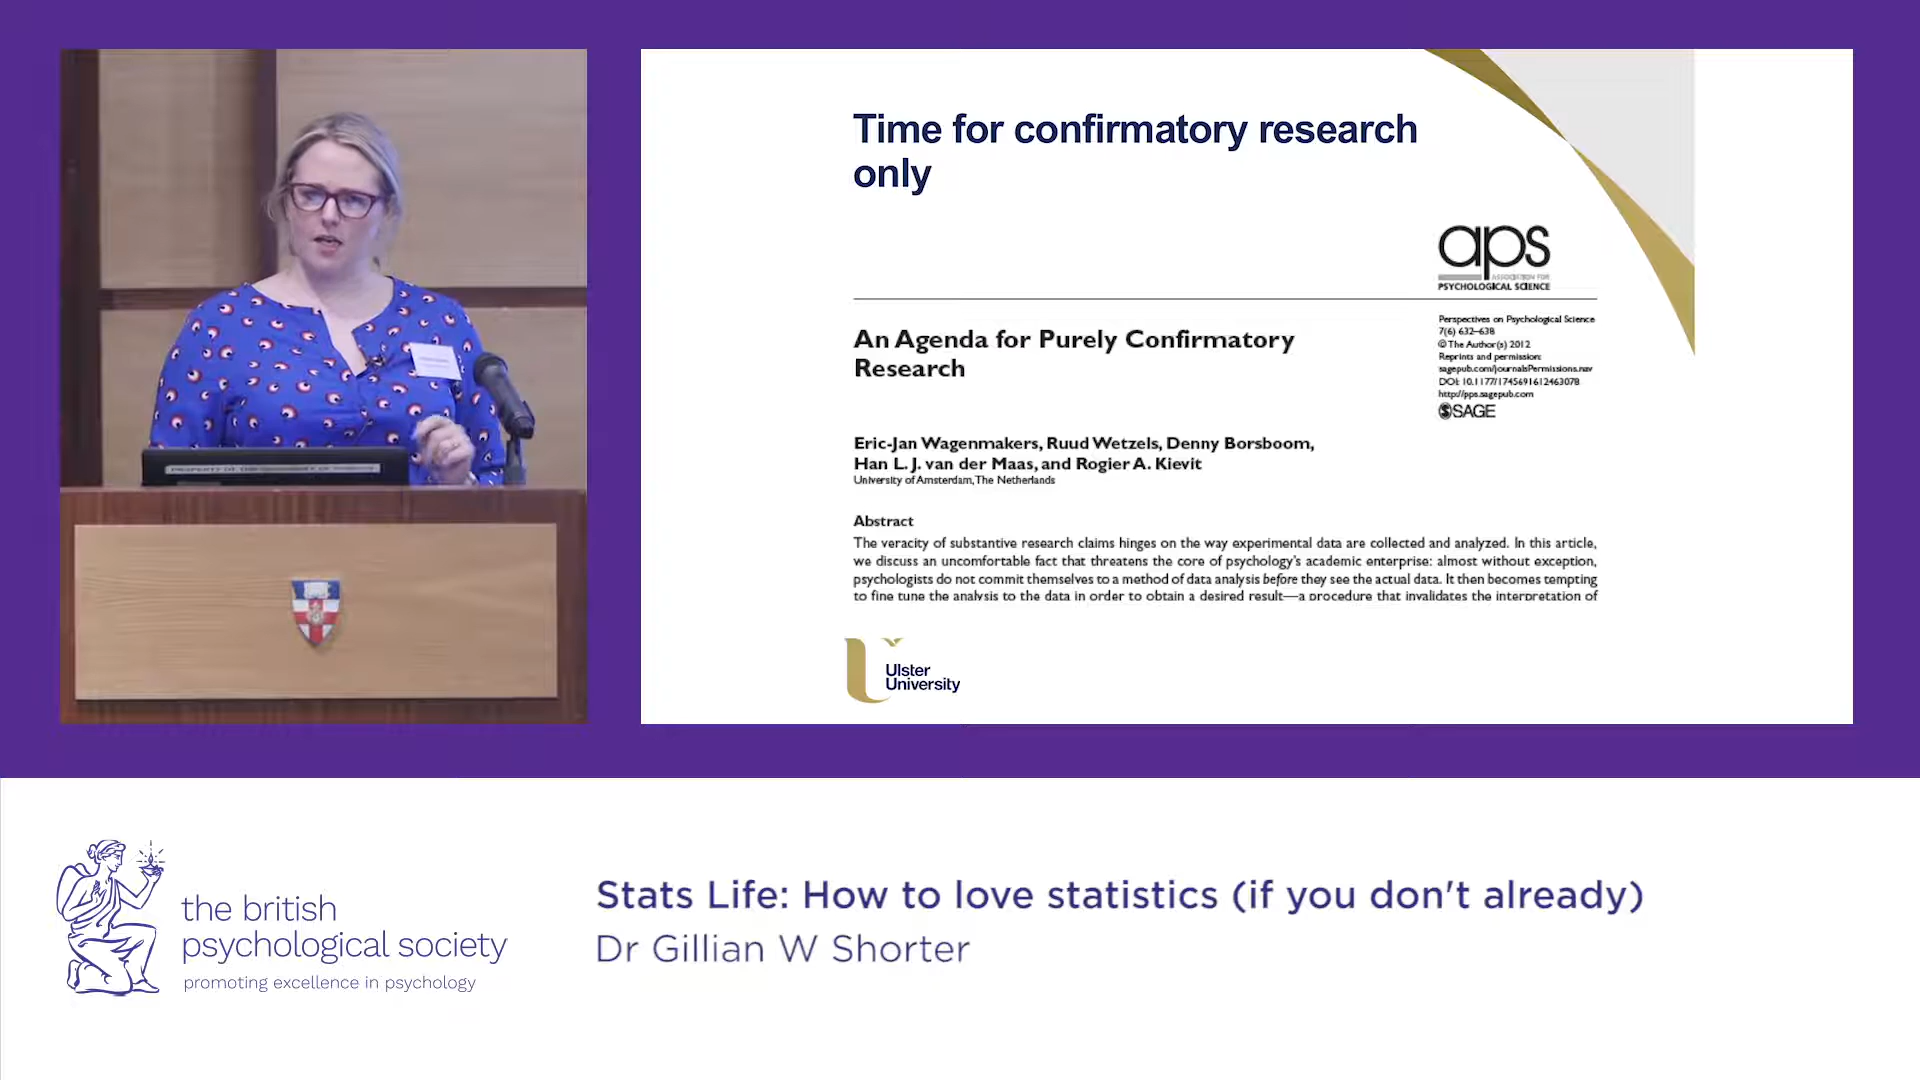 Time for confirmatory research
only
aps
ASSOCIATION FOR
PSYCHOLOGICAL SCIENCE
An Agenda for Purely Confirmatory
Research
Perspectives on Psychological Science
7(6) 632–638
© The Author(s) 2012
Reprints and permission:
sagepub.com/journalsPermissions.nav
DOI: 10.1177/1745691612463078
http://pps.sagepub.com
SAGE
Eric-Jan Wagenmakers, Ruud Wetzels, Denny Borsboom,
Han L. J. van der Maas, and Rogier A. Kievit
University of Amsterdam, The Netherlands
Abstract
The veracity of substantive research claims hinges on the way experimental data are collected and analyzed. In this article,
we discuss an uncomfortable fact that threatens the core of psychology's academic enterprise: almost without exception,
psychologists do not commit themselves to a method of data analysis before they see the actual data. It then becomes tempting
to fine tune the analysis to the data in order to obtain a desired result—a procedure that invalidates the interpretation of
Ulster
University
PROPERTY OF THE UNIVERSITY OF
the british
psychological society
promoting excellence in psychology
Stats Life: How to love statistics (if you don't already)
Dr Gillian W Shorter